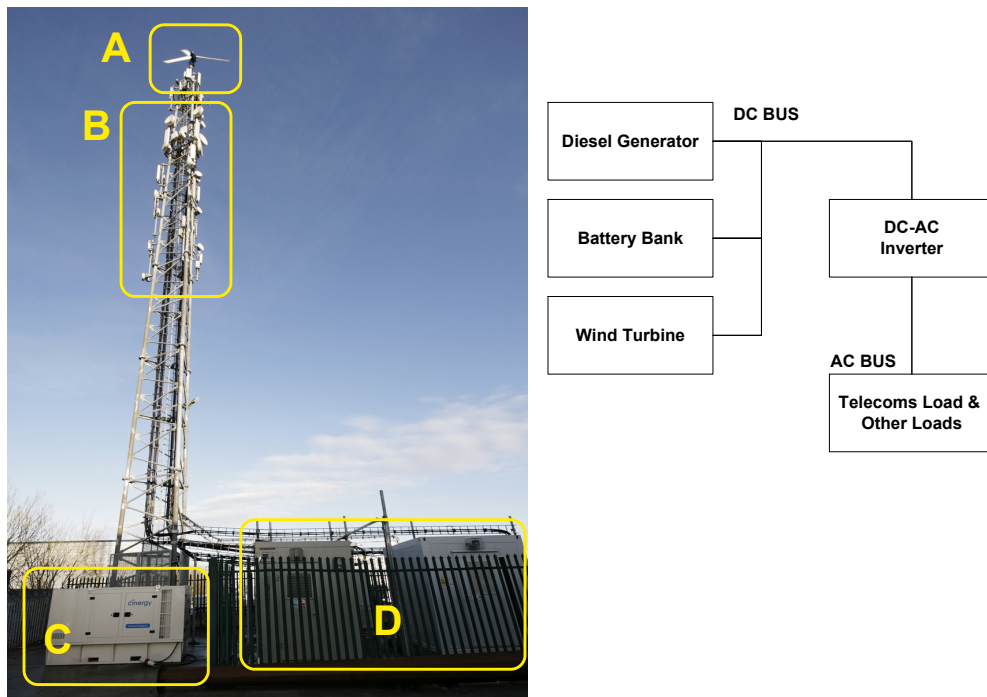 A
B
C
D
cinergy
DC BUS
Diesel Generator
Battery Bank
Wind Turbine
DC-AC
Inverter
AC BUS
Telecoms Load &
Other Loads